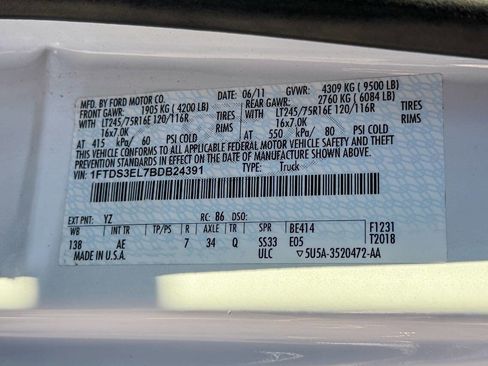 MFD. BY FORD MOTOR CO.
DATE: 06/11 GVWR: 4309 KG ( 9500 LB)
FRONT GAWR: 1905 KG ( 4200 LB)
REAR GAWR: 2760 KG ( 6084 LB)
WITH LT245/75R16E 120/116R TIRES WITH LT245/75R16E 120/116R TIRES
16x7.0K RIMS 16x7.0K RIMS
AT 415 kPa/ 60 PSI COLD AT 550 kPa/ 80 PSI COLD
THIS VEHICLE CONFORMS TO ALL APPLICABLE FEDERAL MOTOR VEHICLE SAFETY STANDARDS IN
EFFECT ON THE DATE OF MANUFACTURE SHOWN ABOVE.
VIN: 1FTDS3EL7BDB24391
TYPE: Truck
EXT PNT: YZ RC: 86 DSO:
WB INT TR TP/PS R AXLE TR SPR BE414 F1231
138 AE 7 34 Q SS33 E05 T2018
MADE IN U.S.A. ULC ▽5U5A-3520472-AA